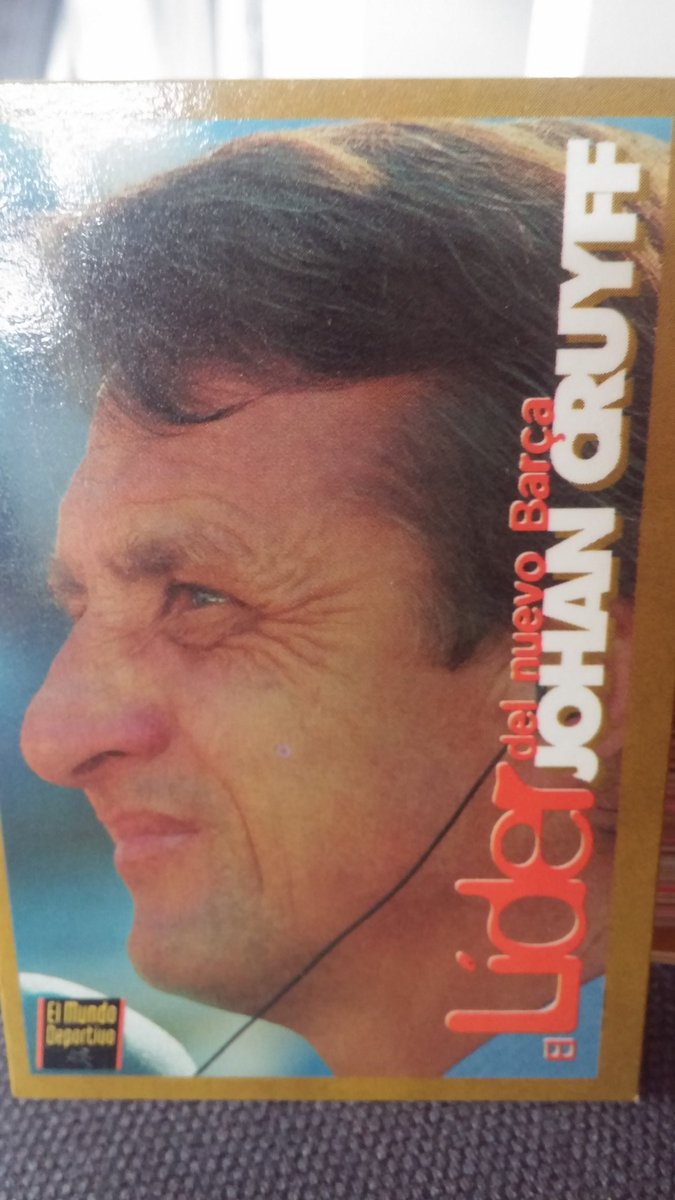 El Líder del nuevo Barça
JOHAN CRUYFF
El Mundo
Deportivo